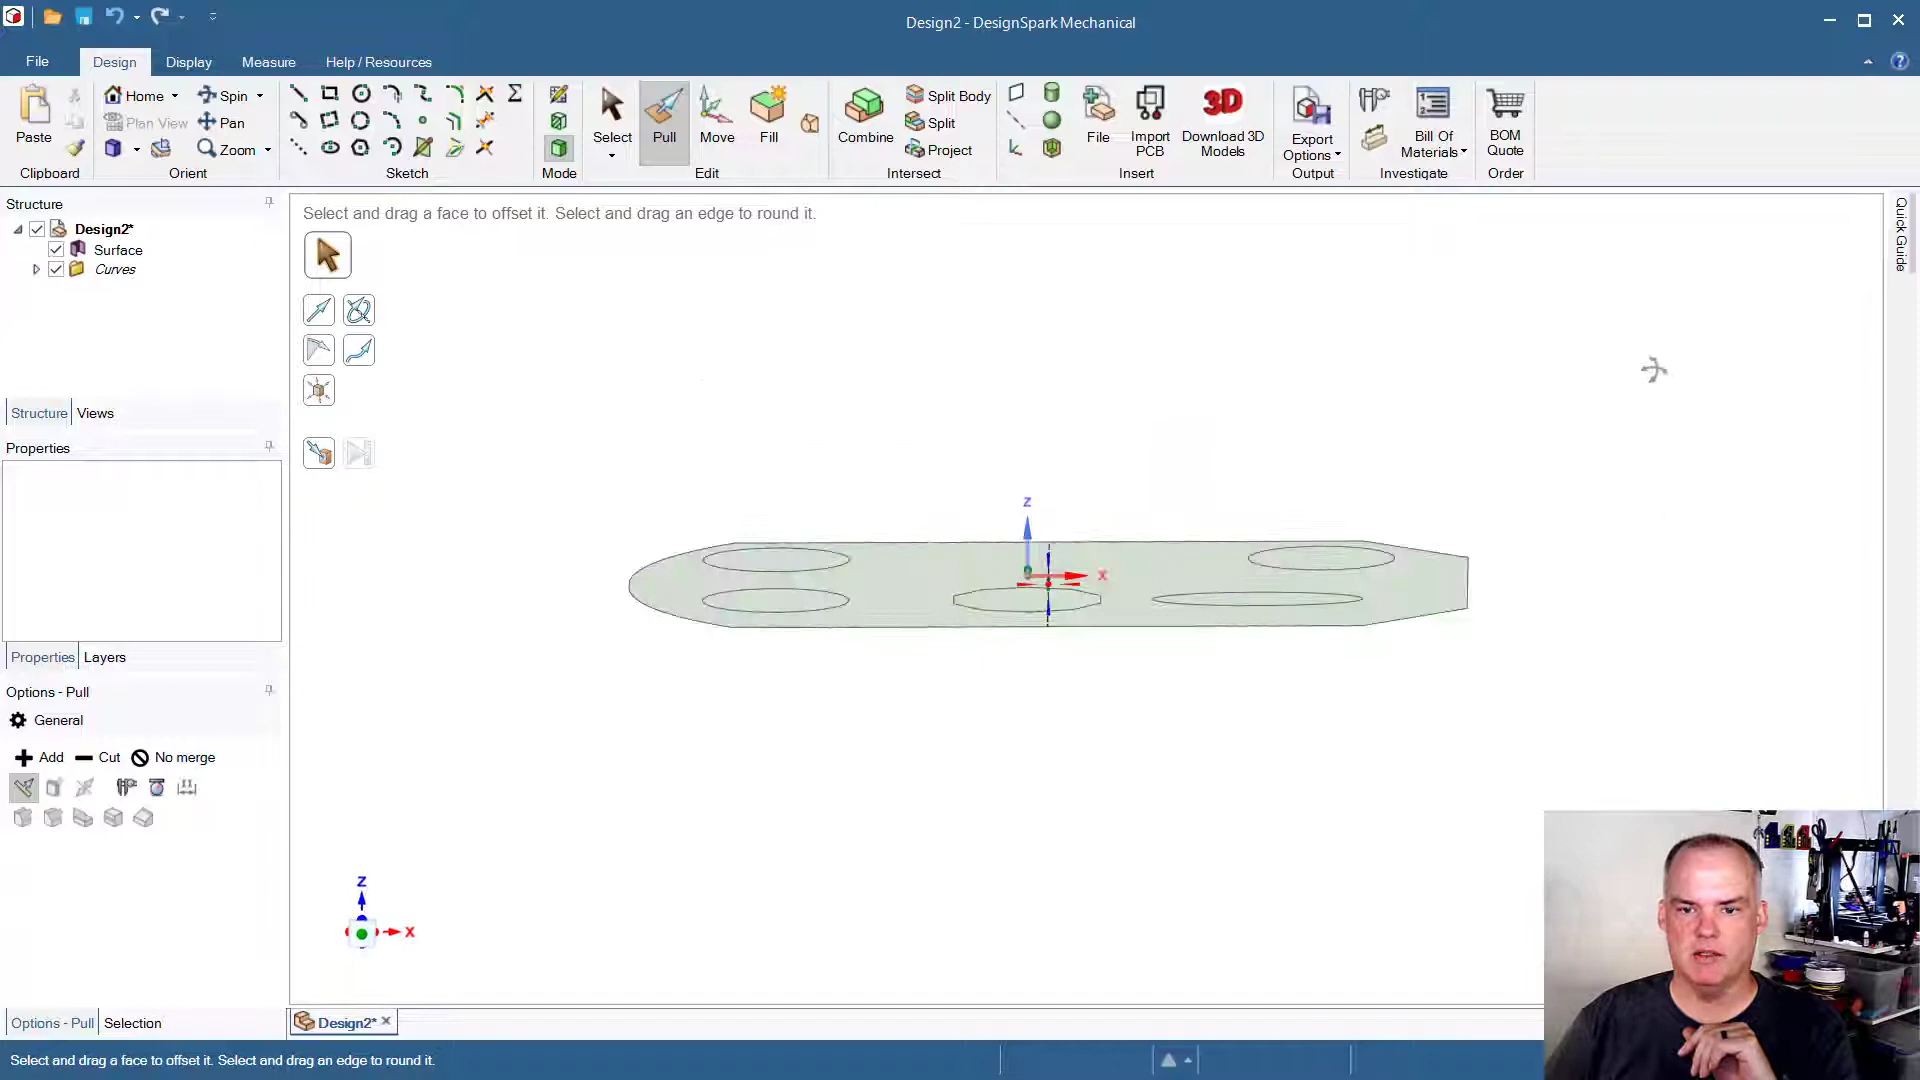 Design2 - DesignSpark Mechanical
File Design Display Measure Help / Resources
Paste
Clipboard
Home Spin
Plan View Pan
Zoom
Orient
Sketch
Mode
Select Pull Move Fill
Edit
Combine
Split Body
Split
Project
Intersect
File
Import PCB
3D
Download 3D Models
Insert
Export Options
Output
Bill Of Materials
Investigate
BOM Quote
Order
Structure
Design2*
Surface
Curves
Structure Views
Properties
Properties Layers
Options - Pull
General
Add Cut No merge
Options - Pull Selection
Select and drag a face to offset it. Select and drag an edge to round it.
Z
X
Z
X
Quick Guide
Design2*
Select and drag a face to offset it. Select and drag an edge to round it.